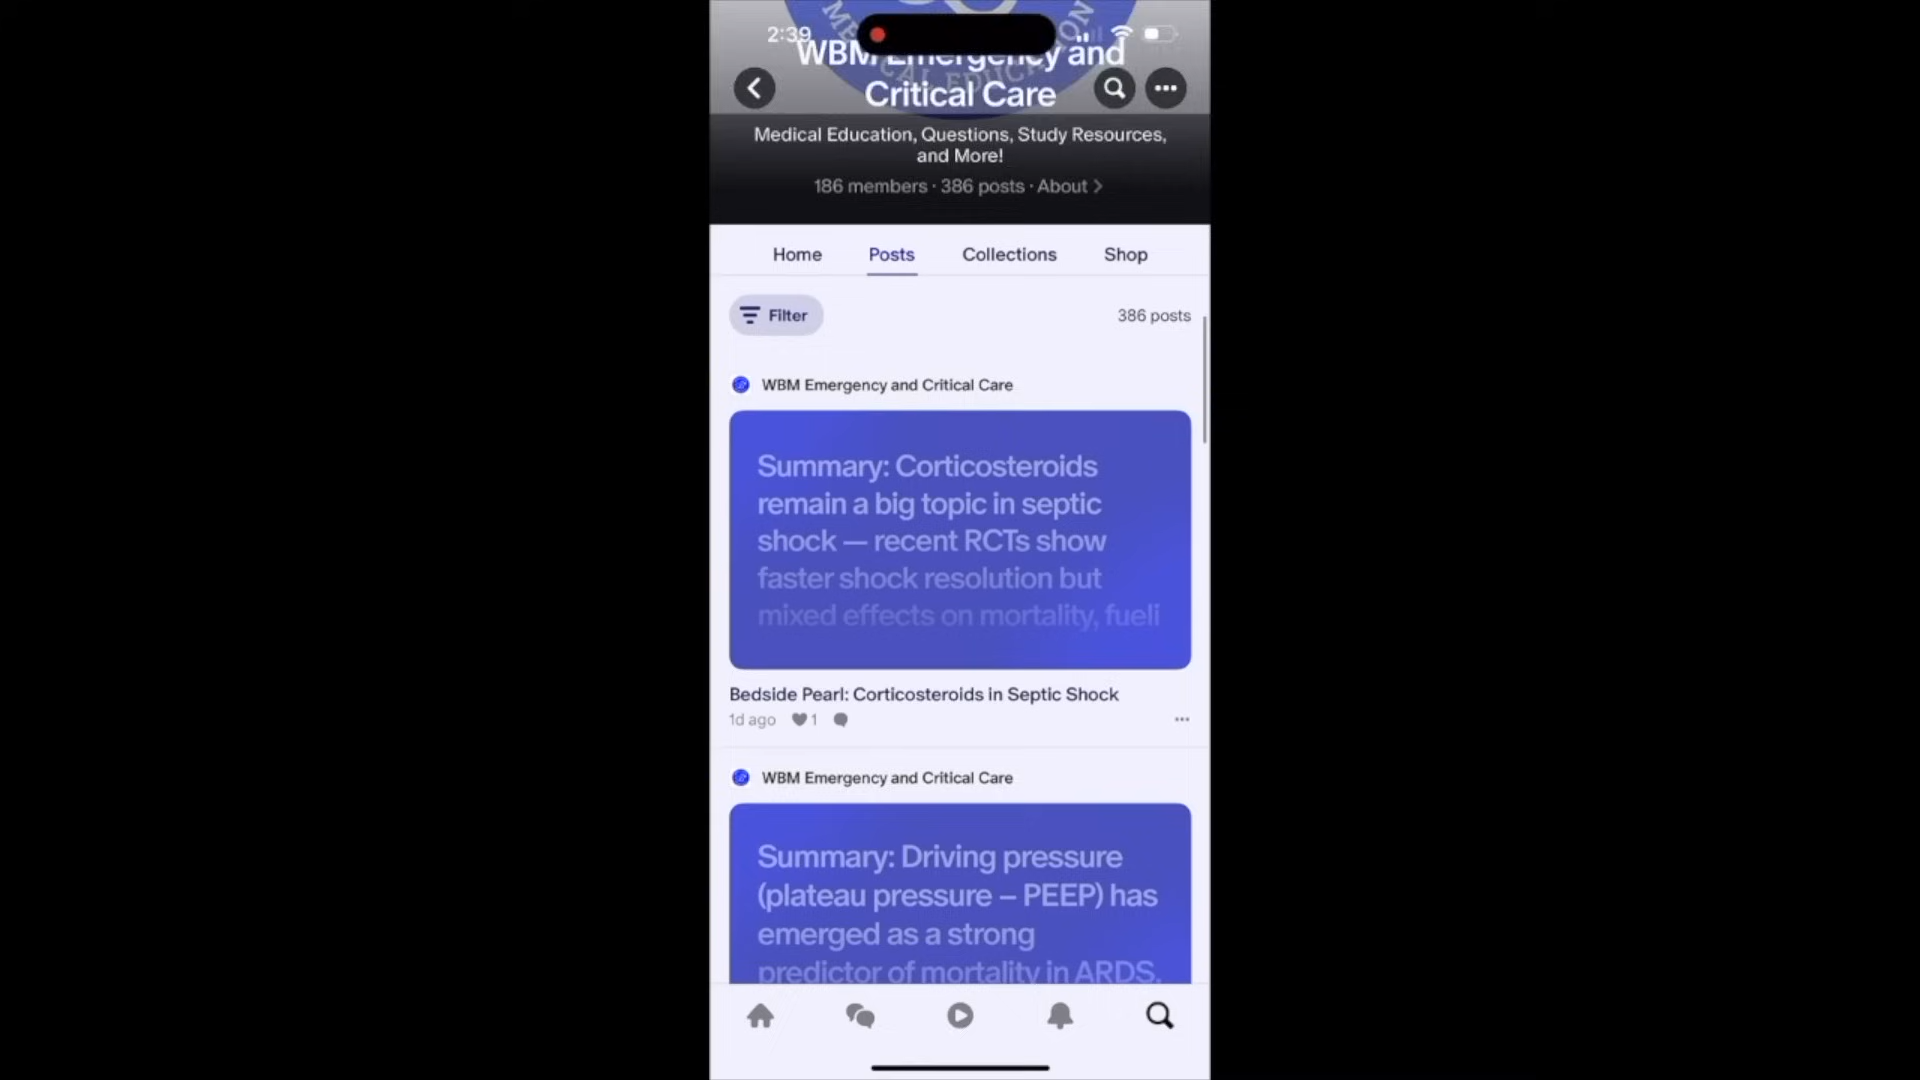 2:39
MEDICAL EDUCATION
WBM Emergency and
Critical Care
Medical Education, Questions, Study Resources,
and More!
186 members · 386 posts · About >
Home Posts Collections Shop
Filter 386 posts
WBM Emergency and Critical Care
Summary: Corticosteroids
remain a big topic in septic
shock — recent RCTs show
faster shock resolution but
mixed effects on mortality, fueli
Bedside Pearl: Corticosteroids in Septic Shock
1d ago 1
WBM Emergency and Critical Care
Summary: Driving pressure
(plateau pressure – PEEP) has
emerged as a strong
predictor of mortality in ARDS,